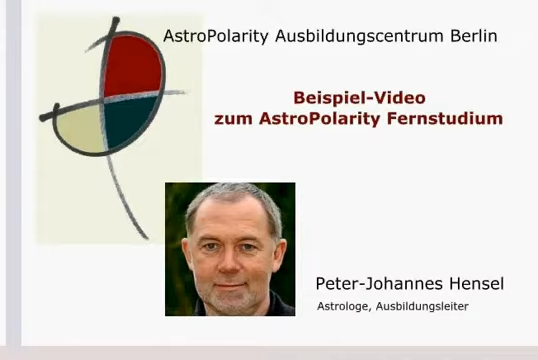 AstroPolarity Ausbildungscentrum Berlin
Beispiel-Video
zum AstroPolarity Fernstudium
Peter-Johannes Hensel
Astrologe, Ausbildungsleiter